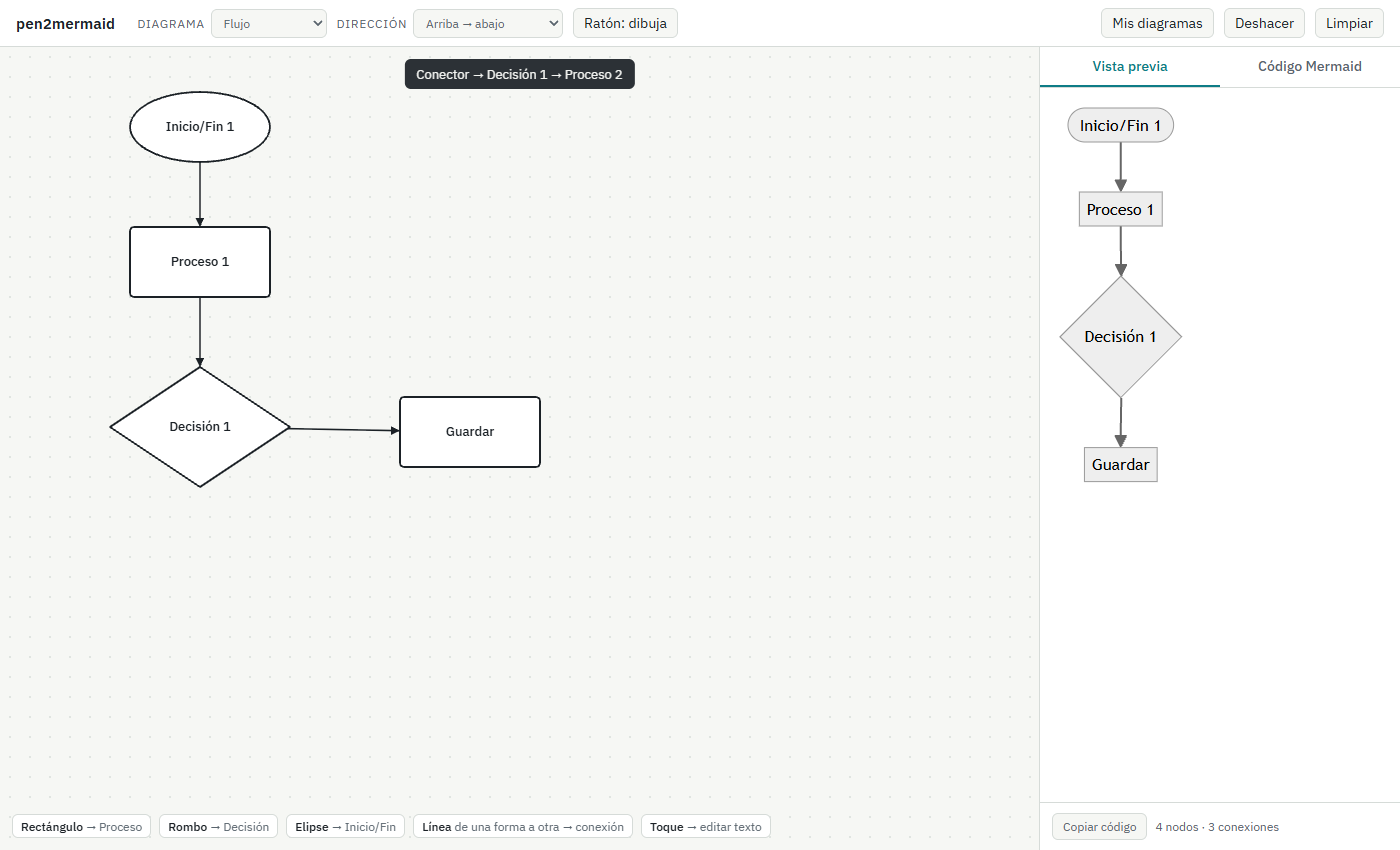 pen2mermaid DIAGRAMA Flujo DIRECCIÓN Arriba → abajo Ratón: dibuja Mis diagramas Deshacer Limpiar
Conector → Decisión 1 → Proceso 2
Vista previa Código Mermaid
Inicio/Fin 1
Proceso 1
Decisión 1
Guardar
Inicio/Fin 1
Proceso 1
Decisión 1
Guardar
Rectángulo → Proceso
Rombo → Decisión
Elipse → Inicio/Fin
Línea de una forma a otra → conexión
Toque → editar texto
Copiar código 4 nodos · 3 conexiones